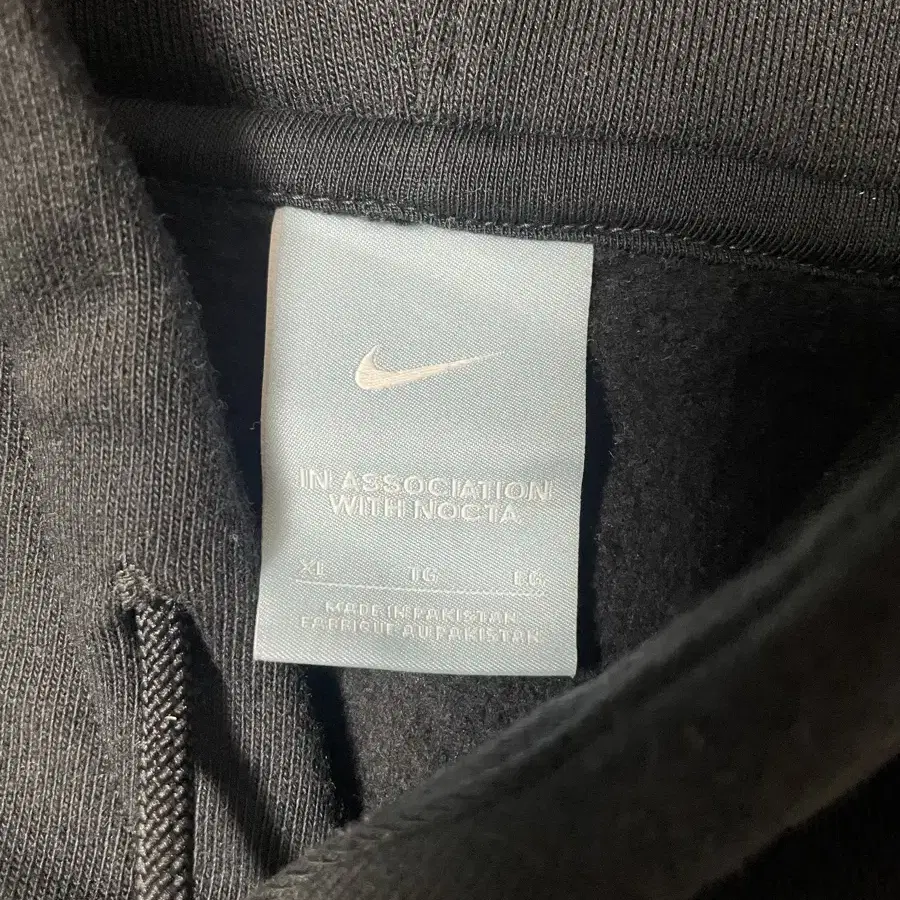 IN ASSOCIATION
WITH NOCTA
XL TG EG
MADE IN PAKISTAN
FABRIQUE AU PAKISTAN